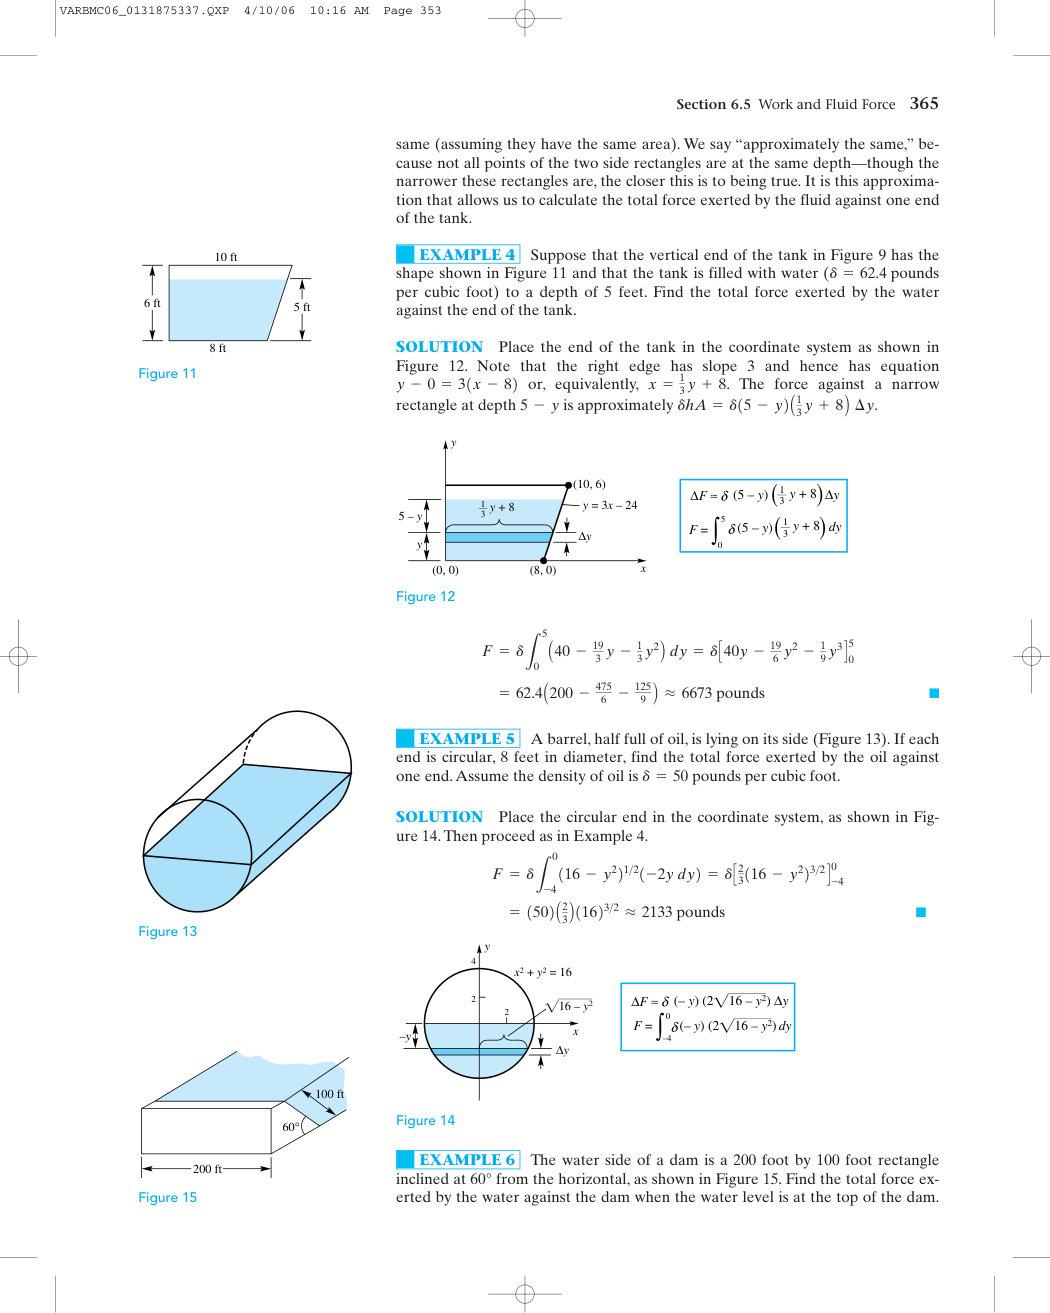 VARBMC06_0131875337.QXP 4/10/06 10:16 AM Page 353
Section 6.5 Work and Fluid Force 365
same (assuming they have the same area). We say “approximately the same,” be-
cause not all points of the two side rectangles are at the same depth—though the
narrower these rectangles are, the closer this is to being true. It is this approxima-
tion that allows us to calculate the total force exerted by the fluid against one end
of the tank.
EXAMPLE 4 Suppose that the vertical end of the tank in Figure 9 has the
shape shown in Figure 11 and that the tank is filled with water (δ = 62.4 pounds
per cubic foot) to a depth of 5 feet. Find the total force exerted by the water
against the end of the tank.
10 ft
6 ft
5 ft
8 ft
Figure 11
SOLUTION Place the end of the tank in the coordinate system as shown in
Figure 12. Note that the right edge has slope 3 and hence has equation
y − 0 = 3(x − 8) or, equivalently, x = 1/3 y + 8. The force against a narrow
rectangle at depth 5 − y is approximately δhA = δ(5 − y)(1/3 y + 8) Δy.
y
(10, 6)
1/3 y + 8
y = 3x – 24
5 – y
Δy
y
(0, 0)
(8, 0)
x
ΔF ≈ δ (5 – y) (1/3 y + 8) Δy
F = ∫₀⁵ δ (5 – y) (1/3 y + 8) dy
Figure 12
F = δ ∫₀⁵ (40 − 19/3 y − 1/3 y²) dy = δ[40y − 19/6 y² − 1/9 y³]₀⁵
= 62.4(200 − 475/6 − 125/9) ≈ 6673 pounds
EXAMPLE 5 A barrel, half full of oil, is lying on its side (Figure 13). If each
end is circular, 8 feet in diameter, find the total force exerted by the oil against
one end. Assume the density of oil is δ = 50 pounds per cubic foot.
SOLUTION Place the circular end in the coordinate system, as shown in Fig-
ure 14. Then proceed as in Example 4.
F = δ ∫₋₄⁰ (16 − y²)^1/2 (−2y dy) = δ[2/3 (16 − y²)^3/2]₋₄⁰
= (50)(2/3)(16)^3/2 ≈ 2133 pounds
Figure 13
y
4
x² + y² = 16
2
2
√16 – y²
x
–y
Δy
ΔF ≈ δ (– y) (2√16 – y²) Δy
F = ∫₋₄⁰ δ(– y) (2√16 – y²) dy
Figure 14
100 ft
60°
200 ft
Figure 15
EXAMPLE 6 The water side of a dam is a 200 foot by 100 foot rectangle
inclined at 60° from the horizontal, as shown in Figure 15. Find the total force ex-
erted by the water against the dam when the water level is at the top of the dam.